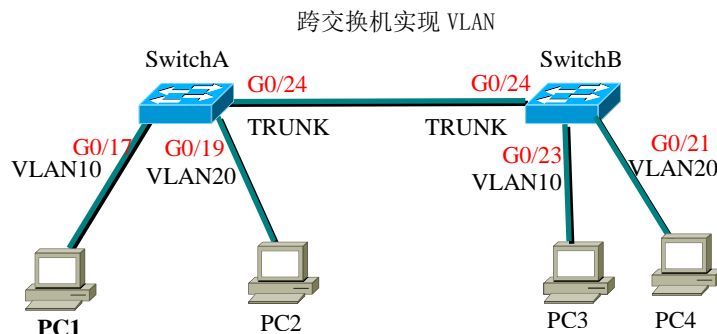 跨交换机实现 VLAN
SwitchA
SwitchB
G0/24
G0/24
TRUNK
TRUNK
G0/17
VLAN10
G0/19
VLAN20
G0/23
VLAN10
G0/21
VLAN20
PC1
PC2
PC3
PC4